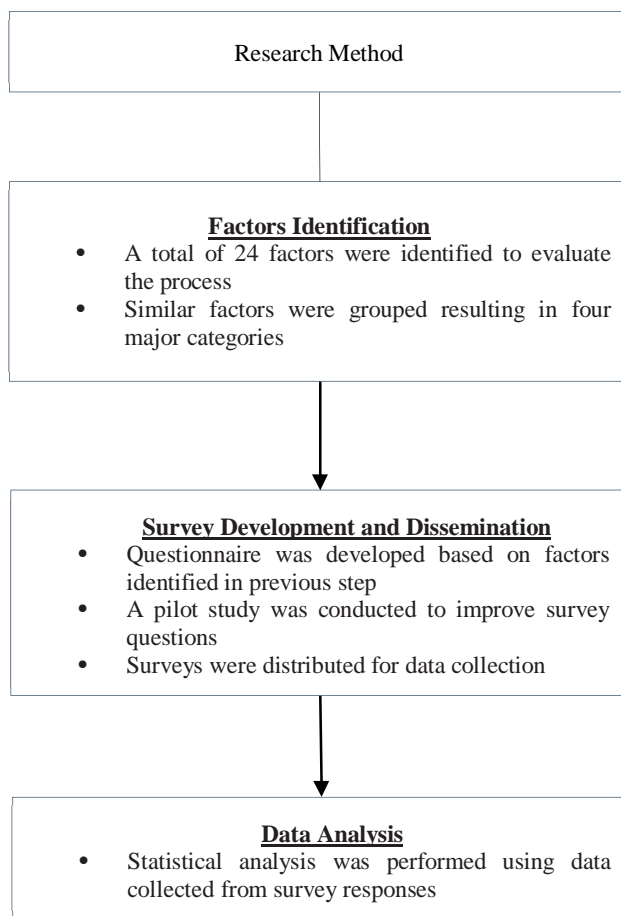 Research Method
Factors Identification
• A total of 24 factors were identified to evaluate
the process
• Similar factors were grouped resulting in four
major categories
Survey Development and Dissemination
• Questionnaire was developed based on factors
identified in previous step
• A pilot study was conducted to improve survey
questions
• Surveys were distributed for data collection
Data Analysis
• Statistical analysis was performed using data
collected from survey responses